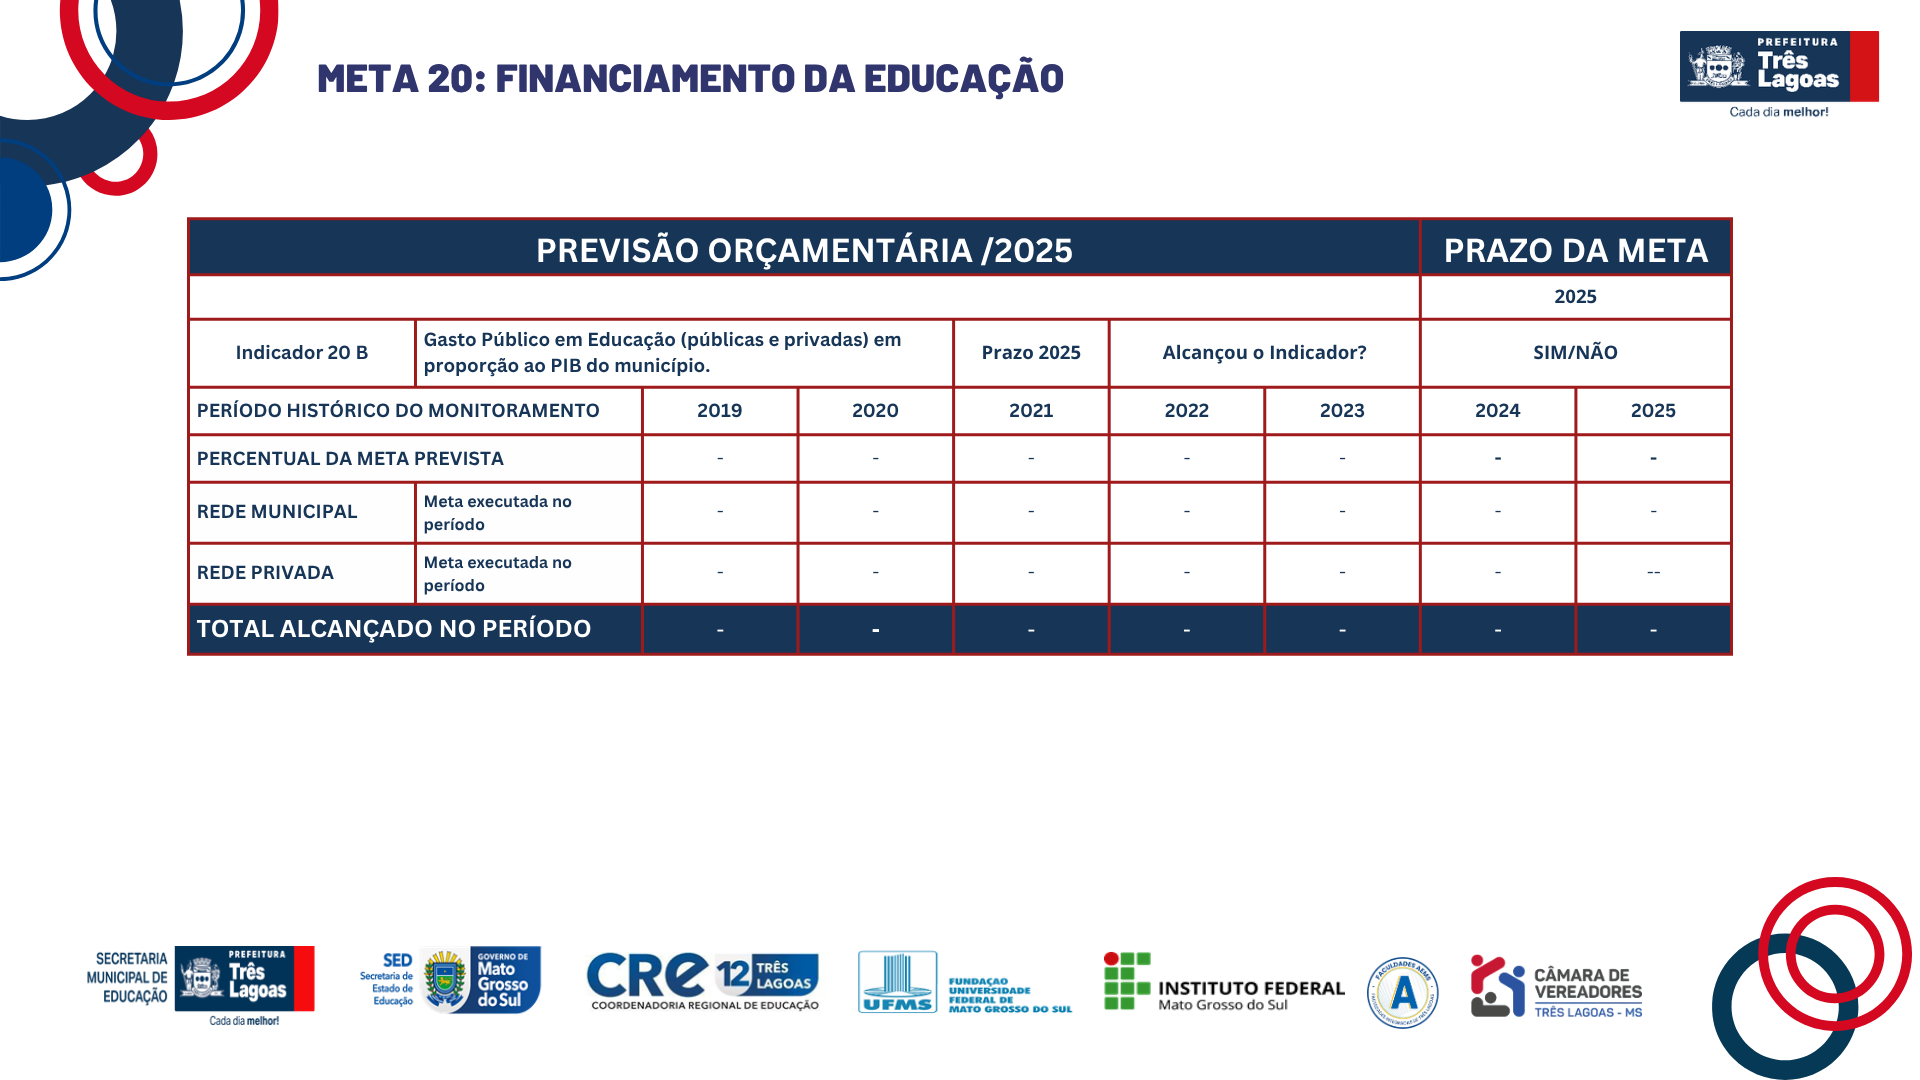 META 20: FINANCIAMENTO DA EDUCAÇÃO
PREFEITURA
Três
Lagoas
Cada dia melhor!
PREVISÃO ORÇAMENTÁRIA /2025 PRAZO DA META
2025
Indicador 20 B Gasto Público em Educação (públicas e privadas) em proporção ao PIB do município. Prazo 2025 Alcançou o Indicador? SIM/NÃO
PERÍODO HISTÓRICO DO MONITORAMENTO 2019 2020 2021 2022 2023 2024 2025
PERCENTUAL DA META PREVISTA - - - - - - -
REDE MUNICIPAL Meta executada no período - - - - - - -
REDE PRIVADA Meta executada no período - - - - - - --
TOTAL ALCANÇADO NO PERÍODO - - - - - - -
SECRETARIA
MUNICIPAL DE
EDUCAÇÃO
PREFEITURA
Três
Lagoas
Cada dia melhor!
SED
Secretaria de
Estado de
Educação
GOVERNO DE
Mato
Grosso
do Sul
CRE 12 TRÊS
LAGOAS
COORDENADORIA REGIONAL DE EDUCAÇÃO
UFMS
FUNDAÇAO
UNIVERSIDADE
FEDERAL DE
MATO GROSSO DO SUL
INSTITUTO FEDERAL
Mato Grosso do Sul
FACULDADES AEMS
A
CÂMARA DE
VEREADORES
TRÊS LAGOAS - MS